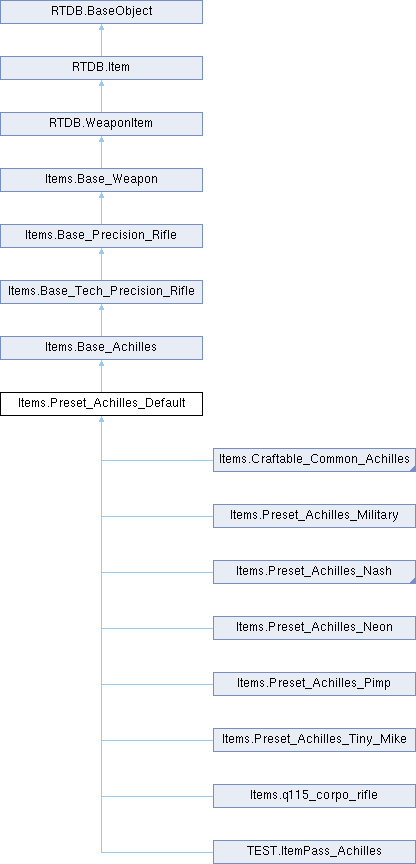 RTDB.BaseObject
RTDB.Item
RTDB.WeaponItem
Items.Base_Weapon
Items.Base_Precision_Rifle
Items.Base_Tech_Precision_Rifle
Items.Base_Achilles
Items.Preset_Achilles_Default
Items.Craftable_Common_Achilles
Items.Preset_Achilles_Military
Items.Preset_Achilles_Nash
Items.Preset_Achilles_Neon
Items.Preset_Achilles_Pimp
Items.Preset_Achilles_Tiny_Mike
Items.q115_corpo_rifle
TEST.ItemPass_Achilles